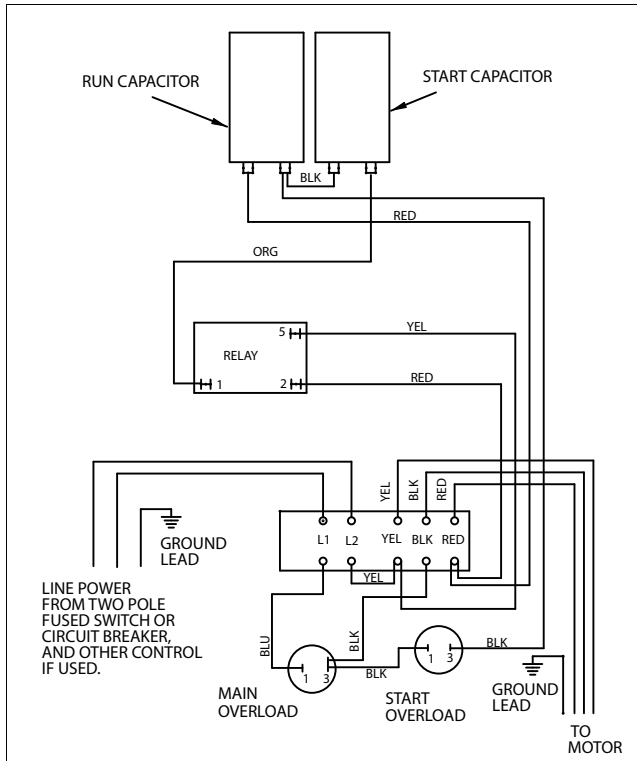 RUN CAPACITOR
START CAPACITOR
BLK
RED
ORG
5
YEL
RELAY
1
2
RED
YEL
BLK
RED
GROUND
LEAD
L1
L2
YEL
BLK
RED
YEL
LINE POWER
FROM TWO POLE
FUSED SWITCH OR
CIRCUIT BREAKER,
AND OTHER CONTROL
IF USED.
BLU
BLK
1
3
BLK
1
3
BLK
MAIN
OVERLOAD
START
OVERLOAD
GROUND
LEAD
TO
MOTOR